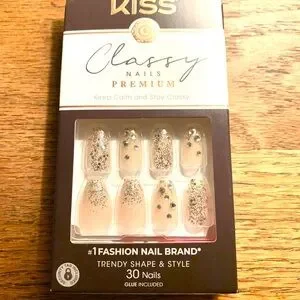 KISS
Classy
NAILS
PREMIUM
Keep Calm and Stay Classy
#1 FASHION NAIL BRAND*
TRENDY SHAPE & STYLE
30 Nails
GLUE INCLUDED